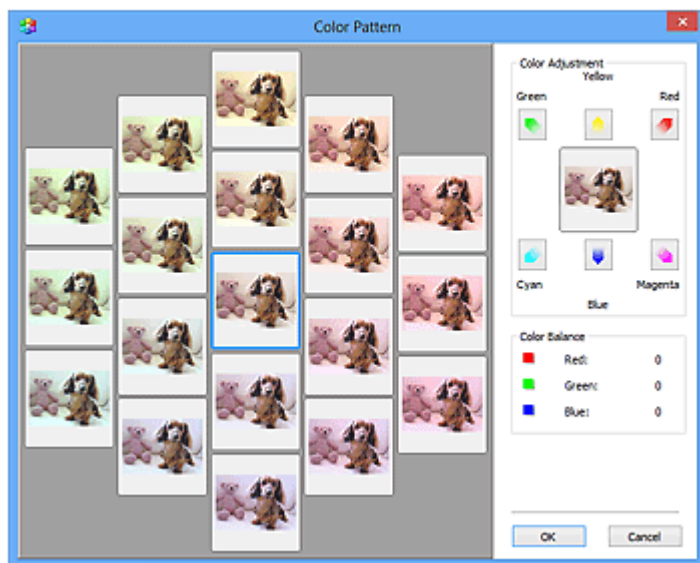 Color Pattern
Color Adjustment
Yellow
Green Red
Cyan Magenta
Blue
Color Balance
Red: 0
Green: 0
Blue: 0
OK Cancel